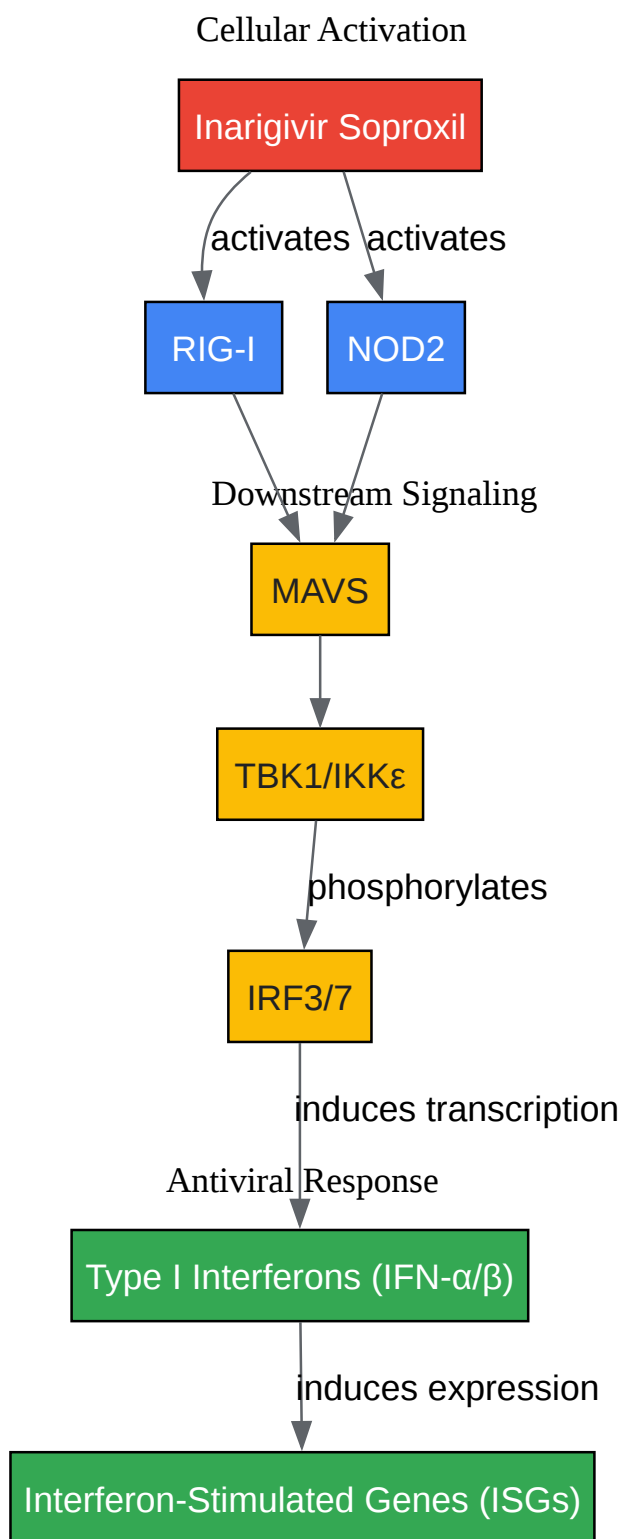 Cellular Activation
Inarigivir Soproxil
activates activates
RIG-I NOD2
Downstream Signaling
MAVS
TBK1/IKKε
phosphorylates
IRF3/7
induces transcription
Antiviral Response
Type I Interferons (IFN-α/β)
induces expression
Interferon-Stimulated Genes (ISGs)